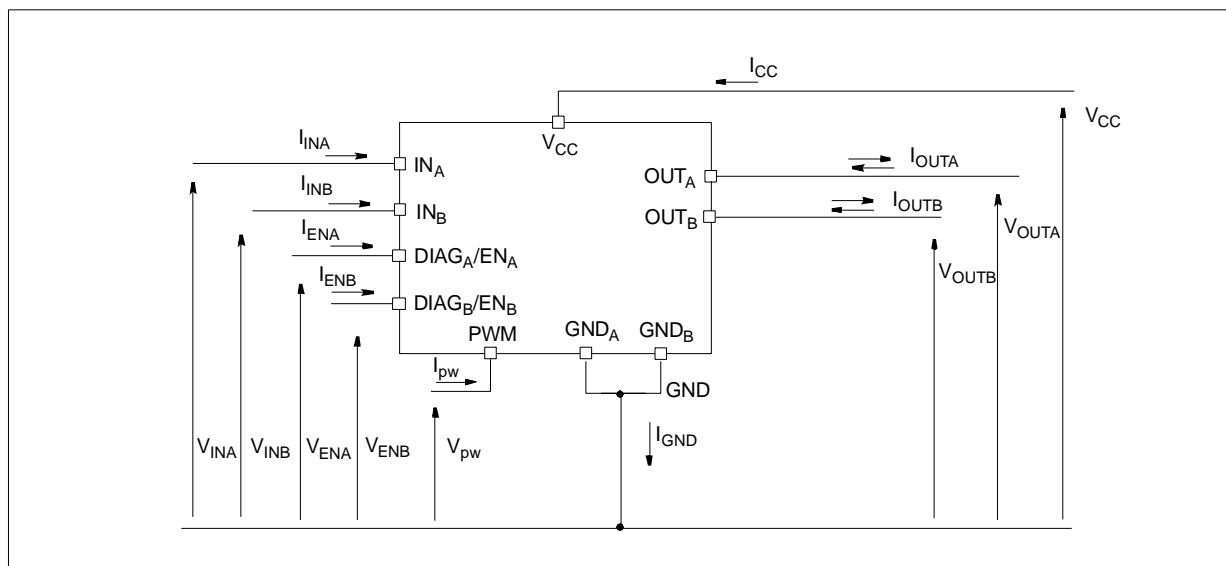 I_CC
V_CC
V_CC
I_INA
IN_A
I_INB
IN_B
I_ENA
DIAG_A/EN_A
I_ENB
DIAG_B/EN_B
OUT_A
I_OUTA
OUT_B
I_OUTB
V_OUTA
V_OUTB
PWM
GND_A
GND_B
I_pw
GND
I_GND
V_INA
V_INB
V_ENA
V_ENB
V_pw